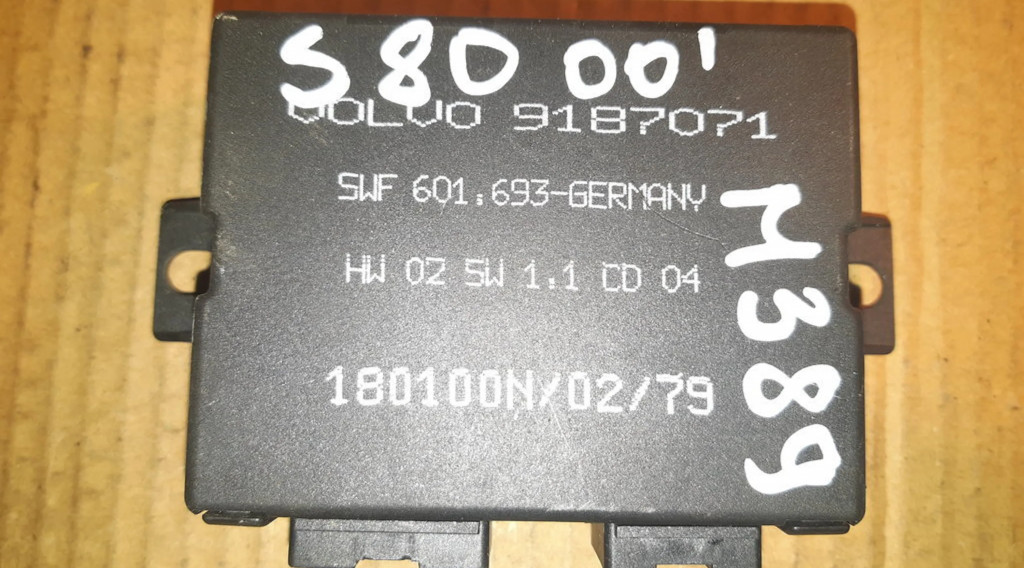 S80 00'
VOLVO 9187071
SWF 601.693-GERMANY
HW 02 SW 1.1 CD 04
180100N/02/79
M389